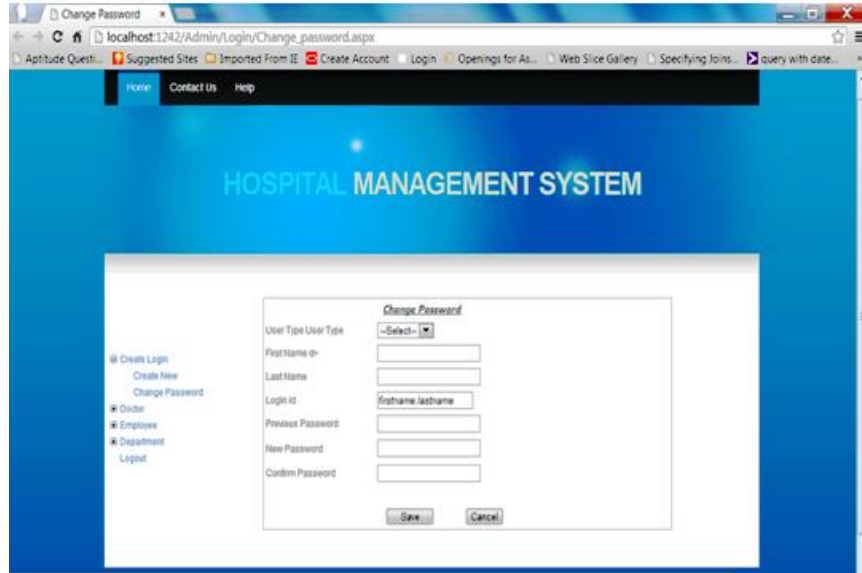 Change Password
localhost:1242/Admin/Login/Change_password.aspx
Aptitude Questi... Suggested Sites Imported From IE Create Account Login Openings for As... Web Slice Gallery Specifying Joins... query with date...
Home Contact Us Help
HOSPITAL MANAGEMENT SYSTEM
Change Password
User Type User Type --Select--
First Name d>
Last Name
Login Id firstname.lastname
Previous Password
New Password
Confirm Password
Save Cancel
Create Login
Create New
Change Password
Doctor
Employee
Department
Logout